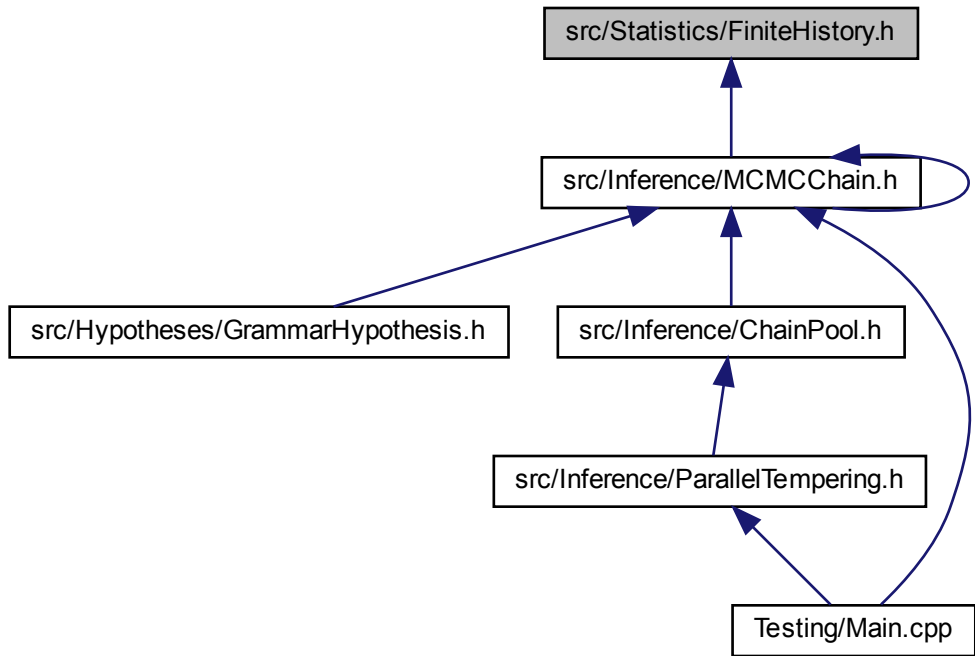 src/Statistics/FiniteHistory.h
src/Inference/MCMCChain.h
src/Hypotheses/GrammarHypothesis.h
src/Inference/ChainPool.h
src/Inference/ParallelTempering.h
Testing/Main.cpp